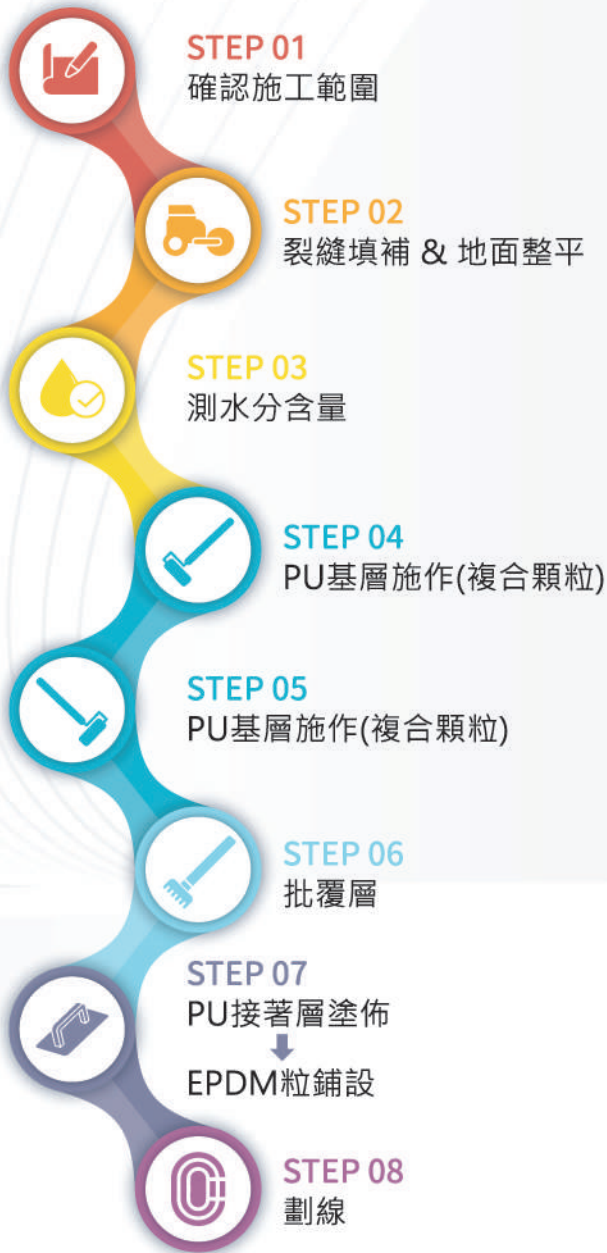 STEP 01
確認施工範圍
STEP 02
裂縫填補 & 地面整平
STEP 03
測水分含量
STEP 04
PU基層施作(複合顆粒)
STEP 05
PU基層施作(複合顆粒)
STEP 06
批覆層
STEP 07
PU接著層塗佈
EPDM粒鋪設
STEP 08
劃線